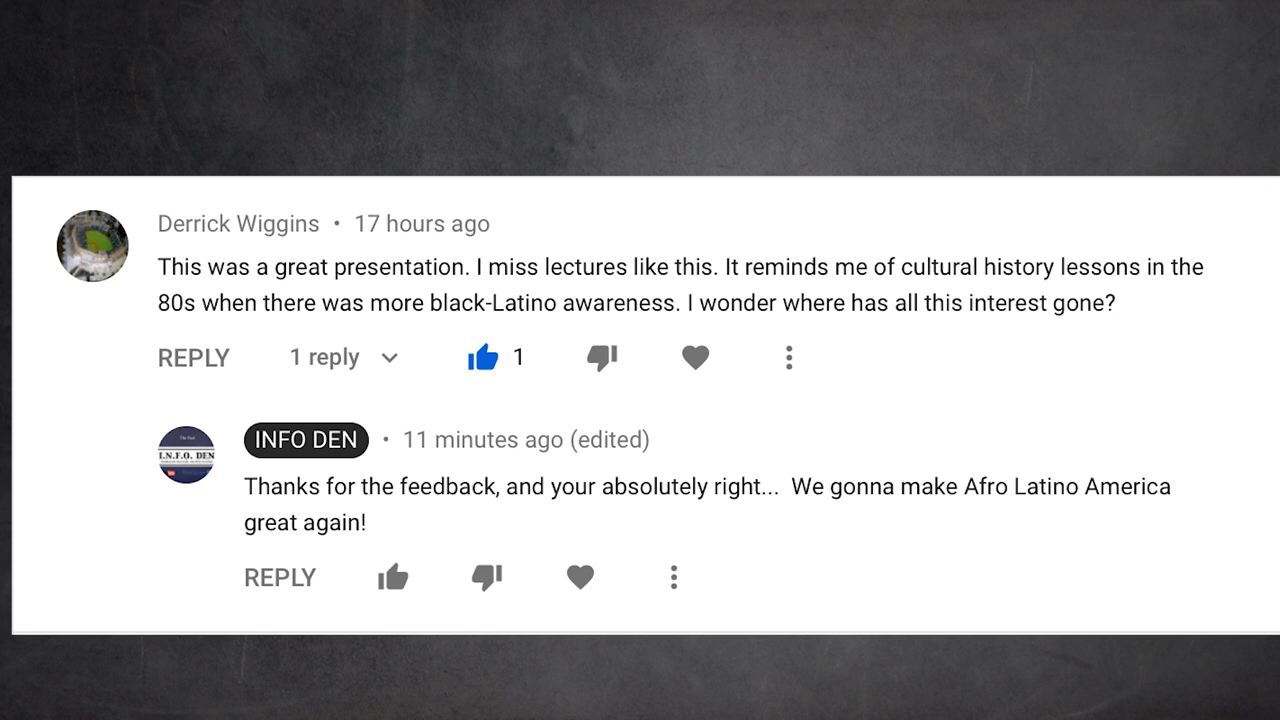 Derrick Wiggins • 17 hours ago
This was a great presentation. I miss lectures like this. It reminds me of cultural history lessons in the
80s when there was more black-Latino awareness. I wonder where has all this interest gone?
REPLY 1 reply 1
INFO DEN • 11 minutes ago (edited)
I.N.F.O. DEN
Thanks for the feedback, and your absolutely right... We gonna make Afro Latino America
great again!
REPLY